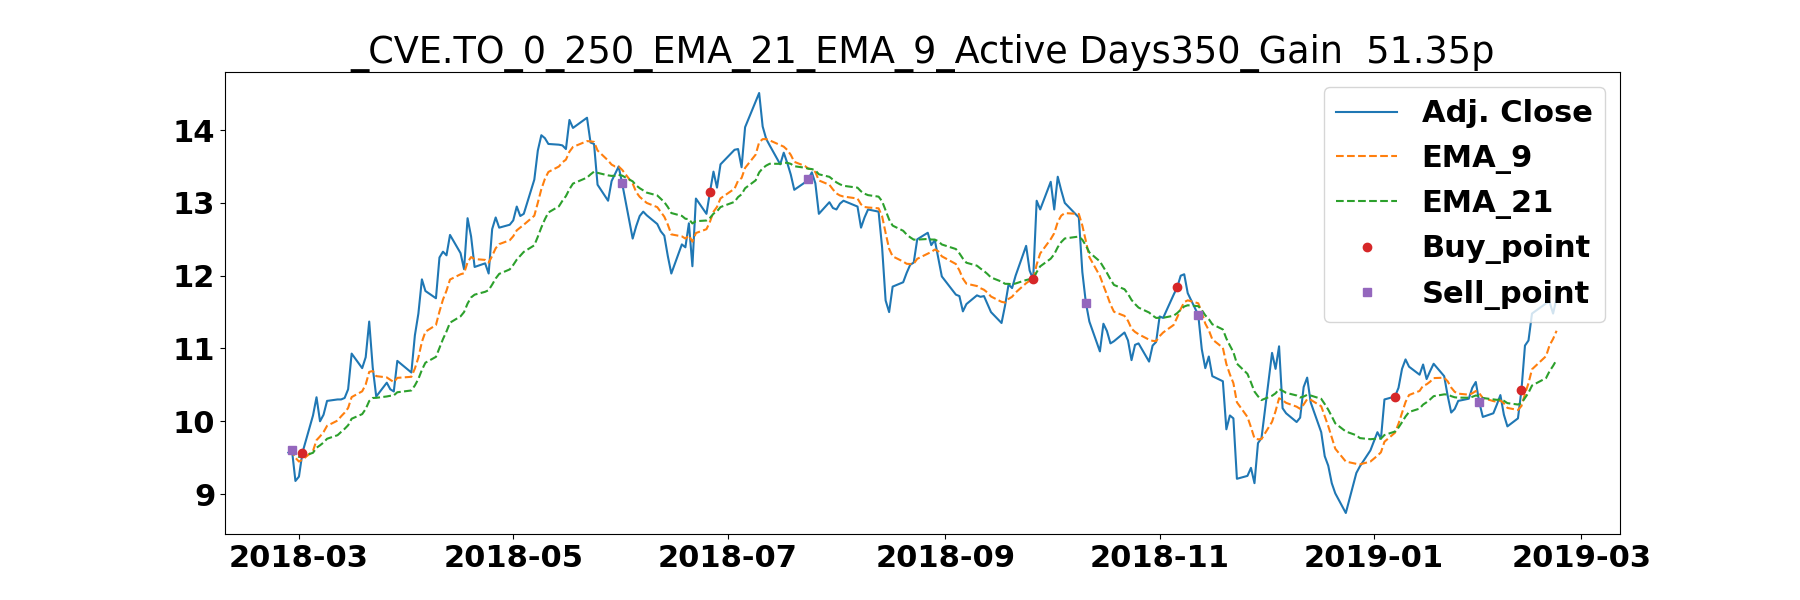 _CVE.TO_0_250_EMA_21_EMA_9_Active Days350_Gain  51.35p
14
13
12
11
10
9
Adj. Close
EMA_9
EMA_21
Buy_point
Sell_point
2018-03 2018-05 2018-07 2018-09 2018-11 2019-01 2019-03